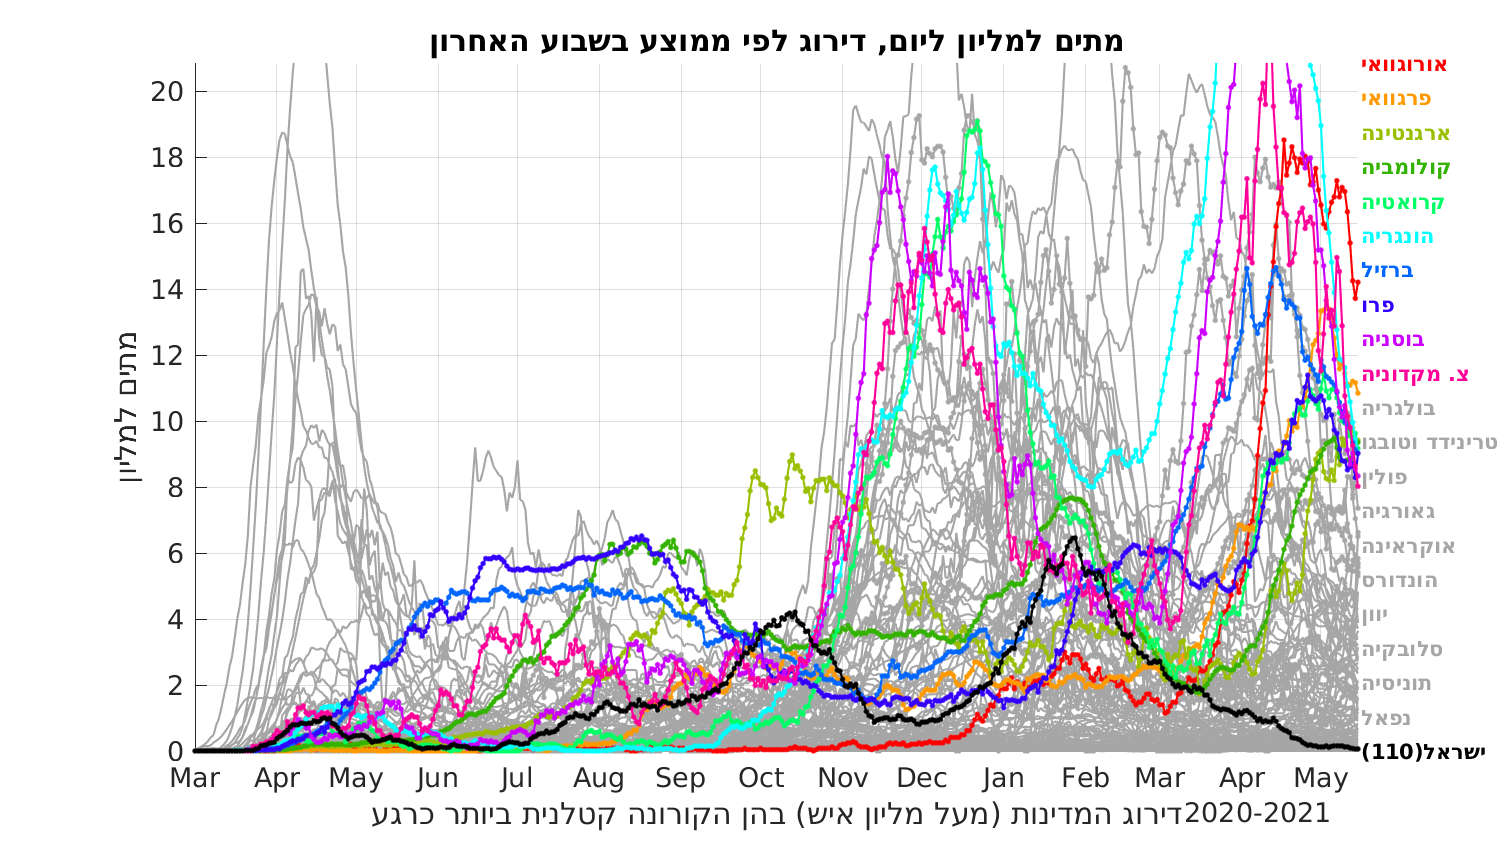 מתים למליון ליום, דירוג לפי ממוצע בשבוע האחרון
מתים למליון
20
18
16
14
12
10
8
6
4
2
0
Mar Apr May Jun Jul Aug Sep Oct Nov Dec Jan Feb Mar Apr May
דירוג המדינות (מעל מליון איש) בהן הקורונה קטלנית ביותר כרגע2020-2021
אורוגוואי
פרגוואי
ארגנטינה
קולומביה
קרואטיה
הונגריה
ברזיל
פרו
בוסניה
צ. מקדוניה
בולגריה
טרינידד וטובגו
פולין
גאורגיה
אוקראינה
הונדורס
יוון
סלובקיה
תוניסיה
נפאל
ישראל(110)